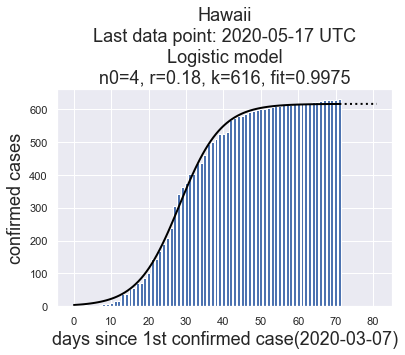 Hawaii
Last data point: 2020-05-17 UTC
Logistic model
n0=4, r=0.18, k=616, fit=0.9975
confirmed cases
600
500
400
300
200
100
0
0 10 20 30 40 50 60 70 80
days since 1st confirmed case(2020-03-07)